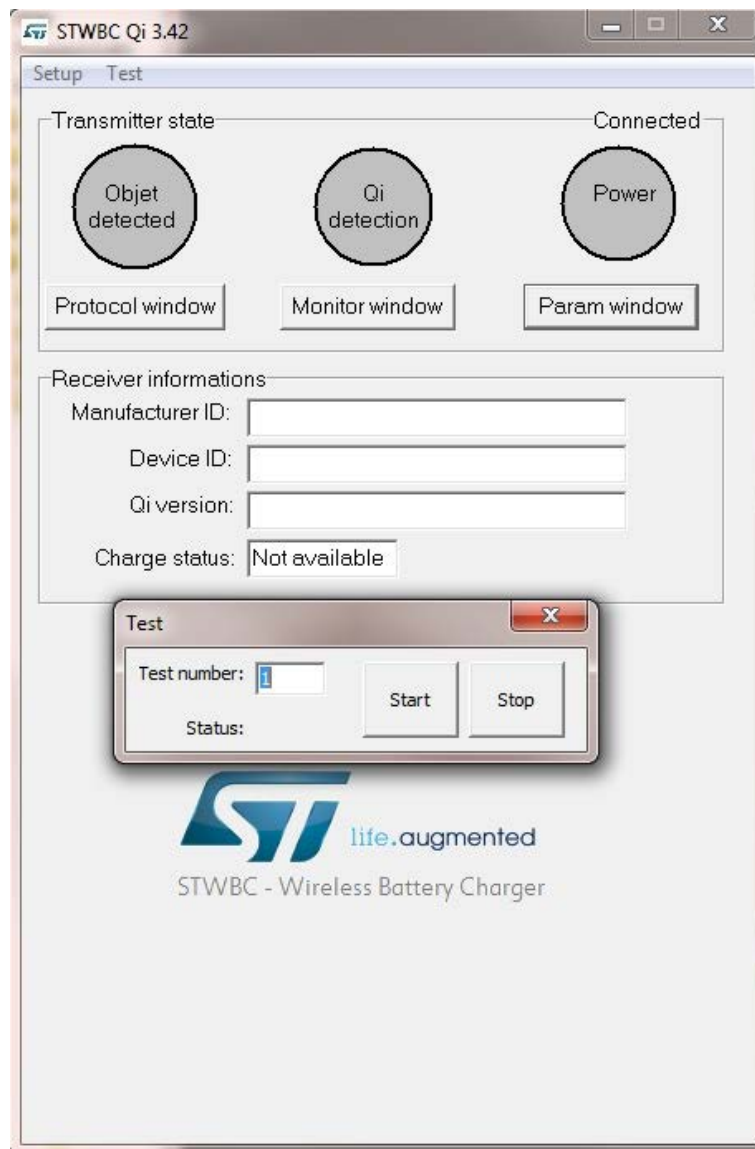 STWBC Qi 3.42
Setup Test
Transmitter state Connected
Objet detected
Qi detection
Power
Protocol window Monitor window Param window
Receiver informations
Manufacturer ID:
Device ID:
Qi version:
Charge status: Not available
Test
Test number: 1
Start Stop
Status:
ST life.augmented
STWBC - Wireless Battery Charger